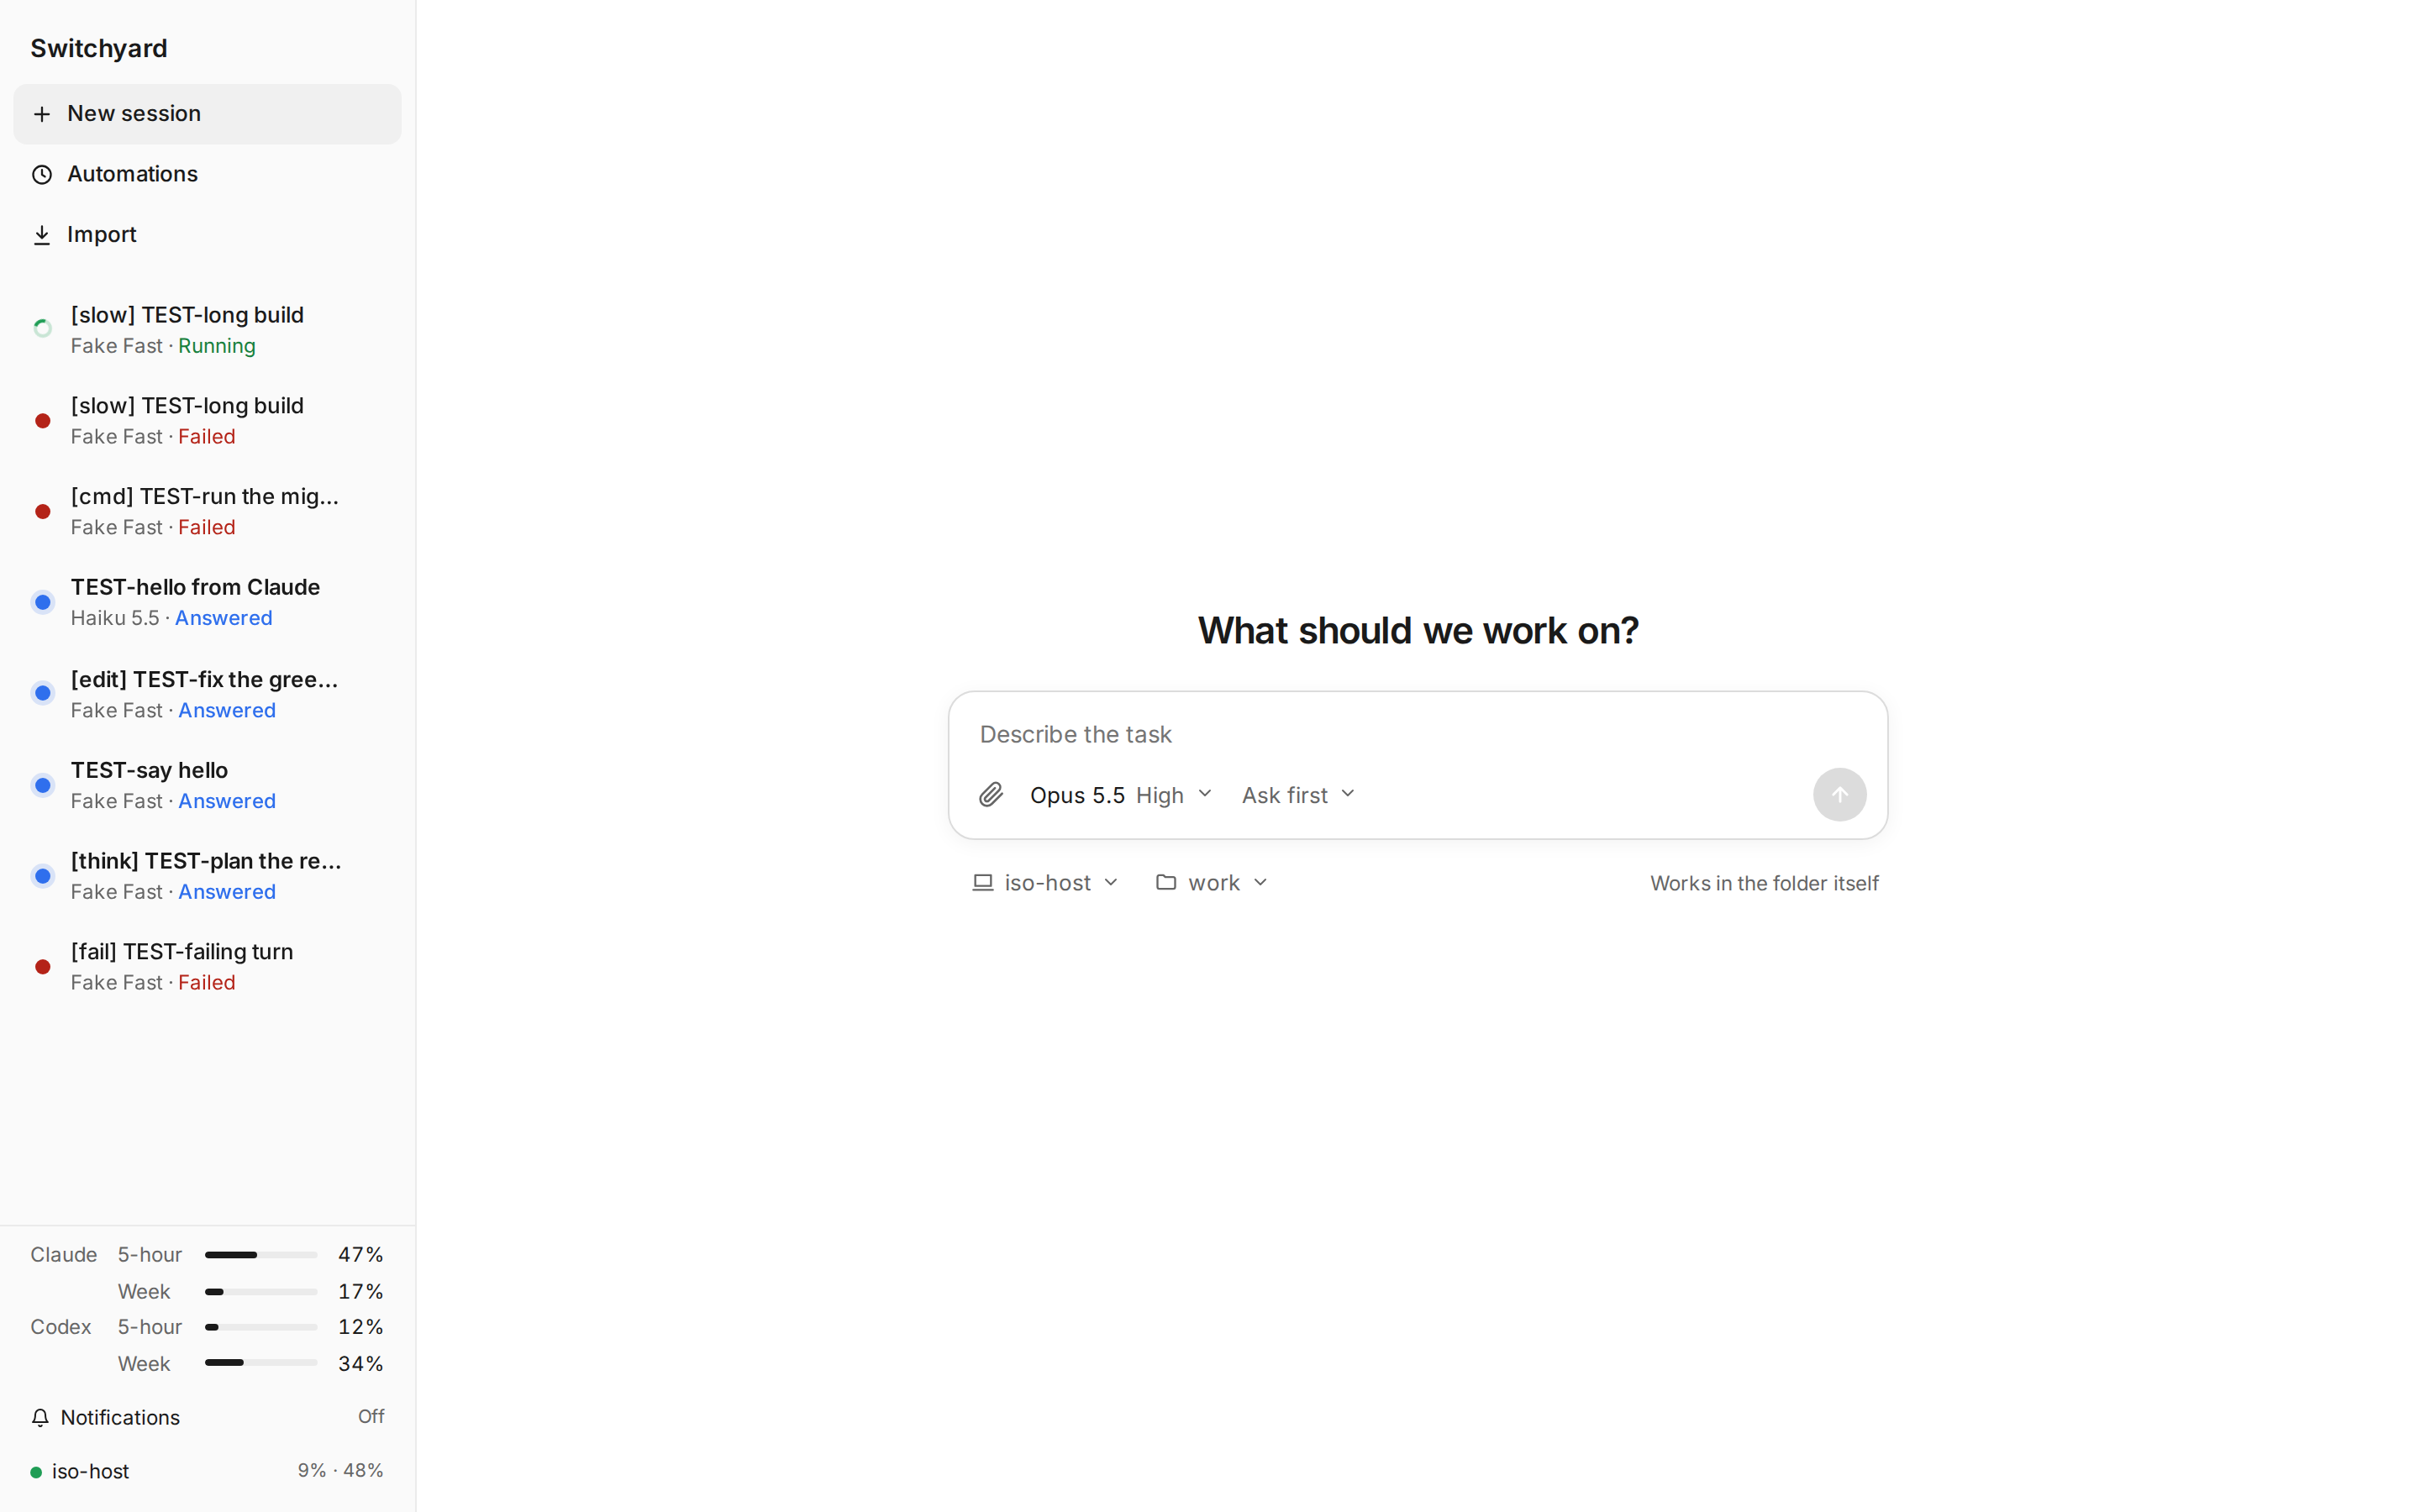 Switchyard
New session
Automations
Import
[slow] TEST-long build
Fake Fast · Running
[slow] TEST-long build
Fake Fast · Failed
[cmd] TEST-run the mig...
Fake Fast · Failed
TEST-hello from Claude
Haiku 5.5 · Answered
[edit] TEST-fix the gree...
Fake Fast · Answered
TEST-say hello
Fake Fast · Answered
[think] TEST-plan the re...
Fake Fast · Answered
[fail] TEST-failing turn
Fake Fast · Failed
Claude 5-hour 47%
Week 17%
Codex 5-hour 12%
Week 34%
Notifications Off
iso-host 9% · 48%
What should we work on?
Describe the task
Opus 5.5 High Ask first
iso-host work Works in the folder itself